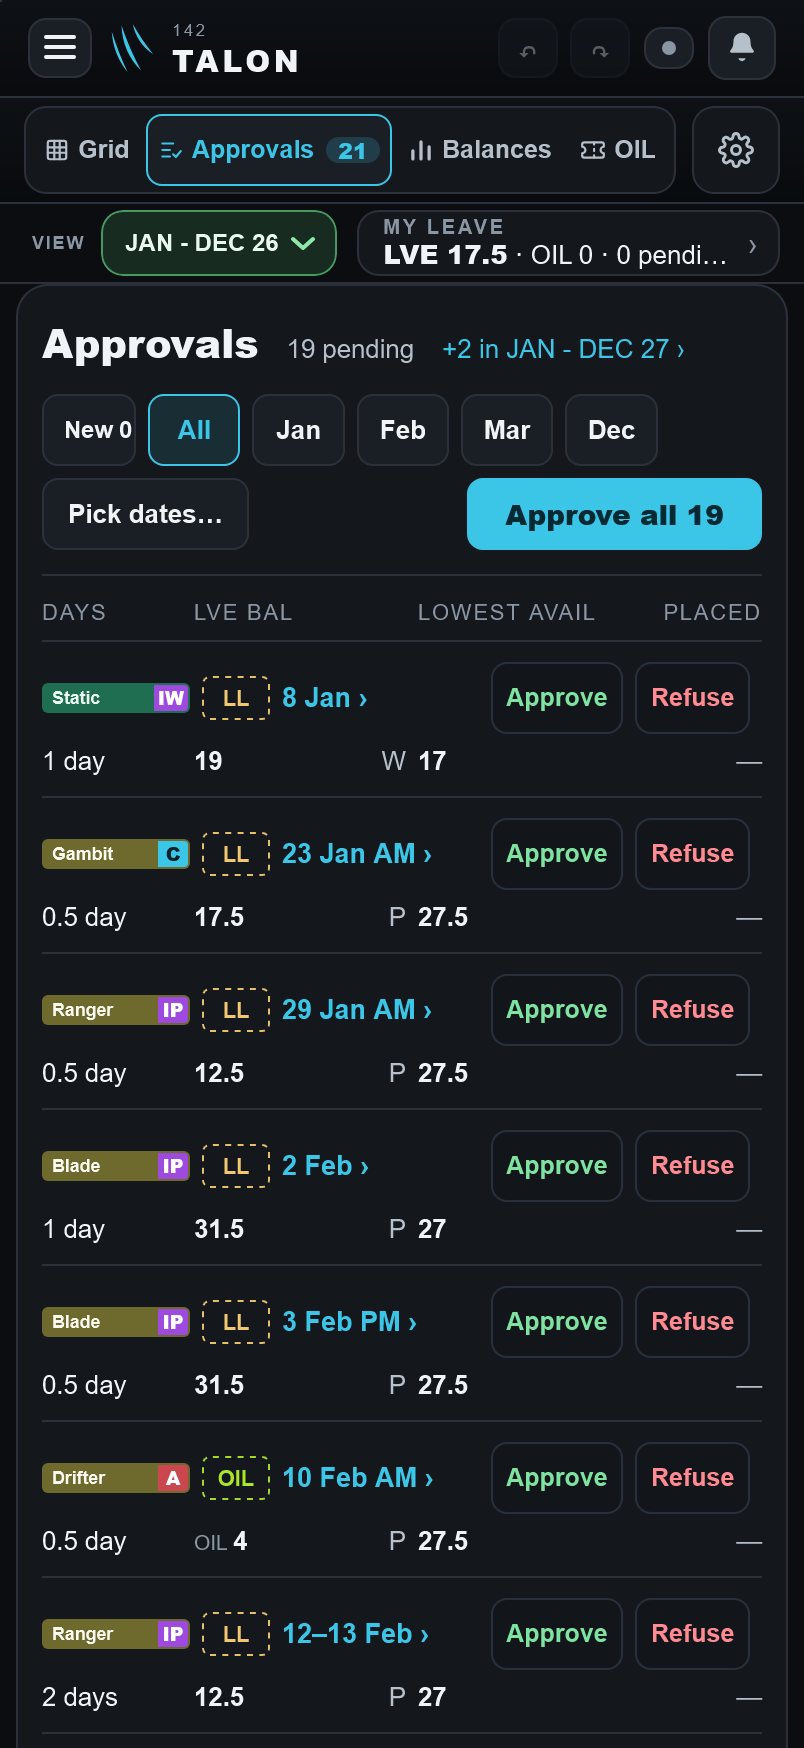 142
TALON
Grid
Approvals 21
Balances
OIL
VIEW
JAN - DEC 26
MY LEAVE
LVE 17.5 · OIL 0 · 0 pendi... ›
Approvals 19 pending +2 in JAN - DEC 27 ›
New 0 All Jan Feb Mar Dec
Pick dates... Approve all 19
DAYS LVE BAL LOWEST AVAIL PLACED
Static IW LL 8 Jan › Approve Refuse
1 day 19 W 17 —
Gambit C LL 23 Jan AM › Approve Refuse
0.5 day 17.5 P 27.5 —
Ranger IP LL 29 Jan AM › Approve Refuse
0.5 day 12.5 P 27.5 —
Blade IP LL 2 Feb › Approve Refuse
1 day 31.5 P 27 —
Blade IP LL 3 Feb PM › Approve Refuse
0.5 day 31.5 P 27.5 —
Drifter A OIL 10 Feb AM › Approve Refuse
0.5 day OIL 4 P 27.5 —
Ranger IP LL 12–13 Feb › Approve Refuse
2 days 12.5 P 27 —